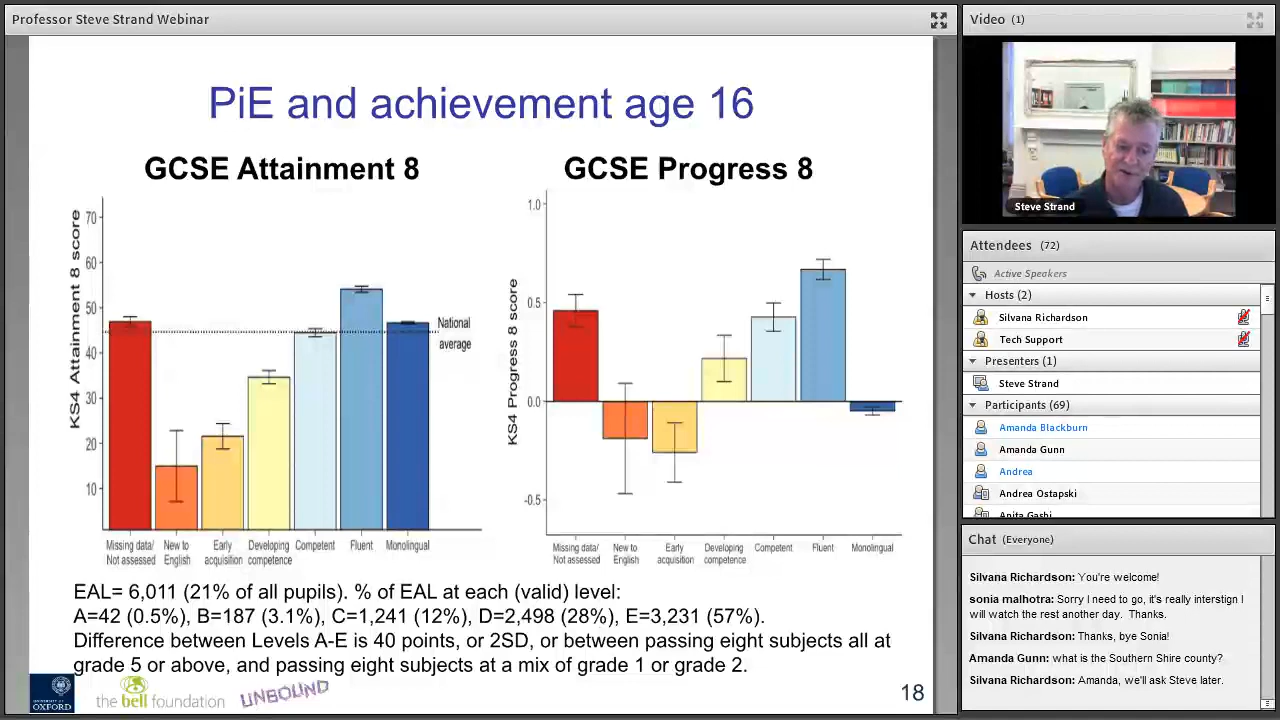 Professor Steve Strand Webinar
PiE and achievement age 16
GCSE Attainment 8
GCSE Progress 8
KS4 Attainment 8 score
70
60
50
40
30
20
10
National
average
Missing data/
Not assessed
New to
English
Early
acquisition
Developing
competence
Competent
Fluent
Monolingual
KS4 Progress 8 score
1.0
0.5
0.0
-0.5
Missing data/
Not assessed
New to
English
Early
acquisition
Developing
competence
Competent
Fluent
Monolingual
EAL= 6,011 (21% of all pupils). % of EAL at each (valid) level:
A=42 (0.5%), B=187 (3.1%), C=1,241 (12%), D=2,498 (28%), E=3,231 (57%).
Difference between Levels A-E is 40 points, or 2SD, or between passing eight subjects all at
grade 5 or above, and passing eight subjects at a mix of grade 1 or grade 2.
UNIVERSITY OF
OXFORD
the bell foundation
UNBOUND
18
Video (1)
Steve Strand
Attendees (72)
Active Speakers
Hosts (2)
Silvana Richardson
Tech Support
Presenters (1)
Steve Strand
Participants (69)
Amanda Blackburn
Amanda Gunn
Andrea
Andrea Ostapski
Anita Gashi
Chat (Everyone)
Silvana Richardson: You're welcome!
sonia malhotra: Sorry I need to go, it's really interstign I
will watch the rest another day. Thanks.
Silvana Richardson: Thanks, bye Sonia!
Amanda Gunn: what is the Southern Shire county?
Silvana Richardson: Amanda, we'll ask Steve later.